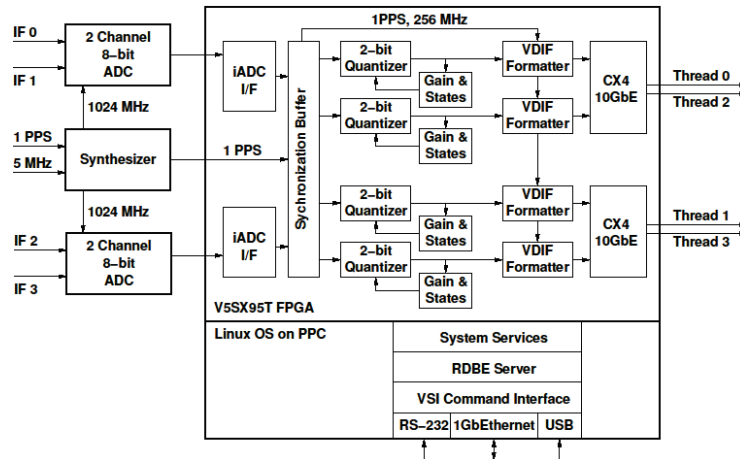 IF 0
IF 1
2 Channel
8-bit
ADC
1024 MHz
1 PPS
5 MHz
Synthesizer
1024 MHz
IF 2
IF 3
2 Channel
8-bit
ADC
1 PPS
iADC
I/F
iADC
I/F
Sychronization Buffer
1PPS, 256 MHz
2-bit
Quantizer
Gain &
States
VDIF
Formatter
2-bit
Quantizer
Gain &
States
VDIF
Formatter
CX4
10GbE
Thread 0
Thread 2
2-bit
Quantizer
Gain &
States
VDIF
Formatter
2-bit
Quantizer
Gain &
States
VDIF
Formatter
CX4
10GbE
Thread 1
Thread 3
V5SX95T FPGA
Linux OS on PPC
System Services
RDBE Server
VSI Command Interface
RS-232
1GbEthernet
USB